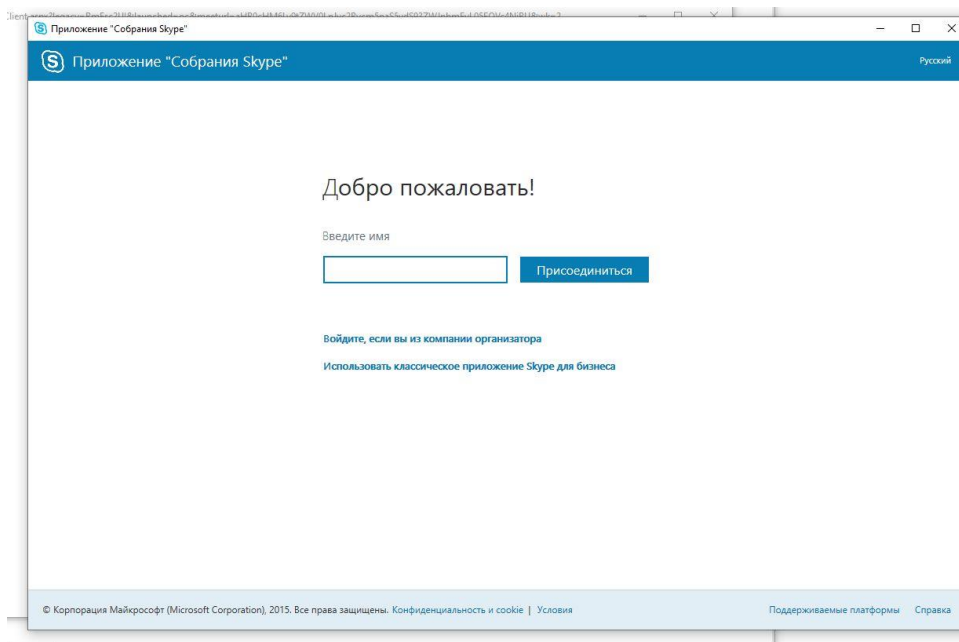 Приложение "Собрания Skype"
Приложение "Собрания Skype"
Русский
Добро пожаловать!
Введите имя
Присоединиться
Войдите, если вы из компании организатора
Использовать классическое приложение Skype для бизнеса
© Корпорация Майкрософт (Microsoft Corporation), 2015. Все права защищены. Конфиденциальность и cookie | Условия
Поддерживаемые платформы Справка